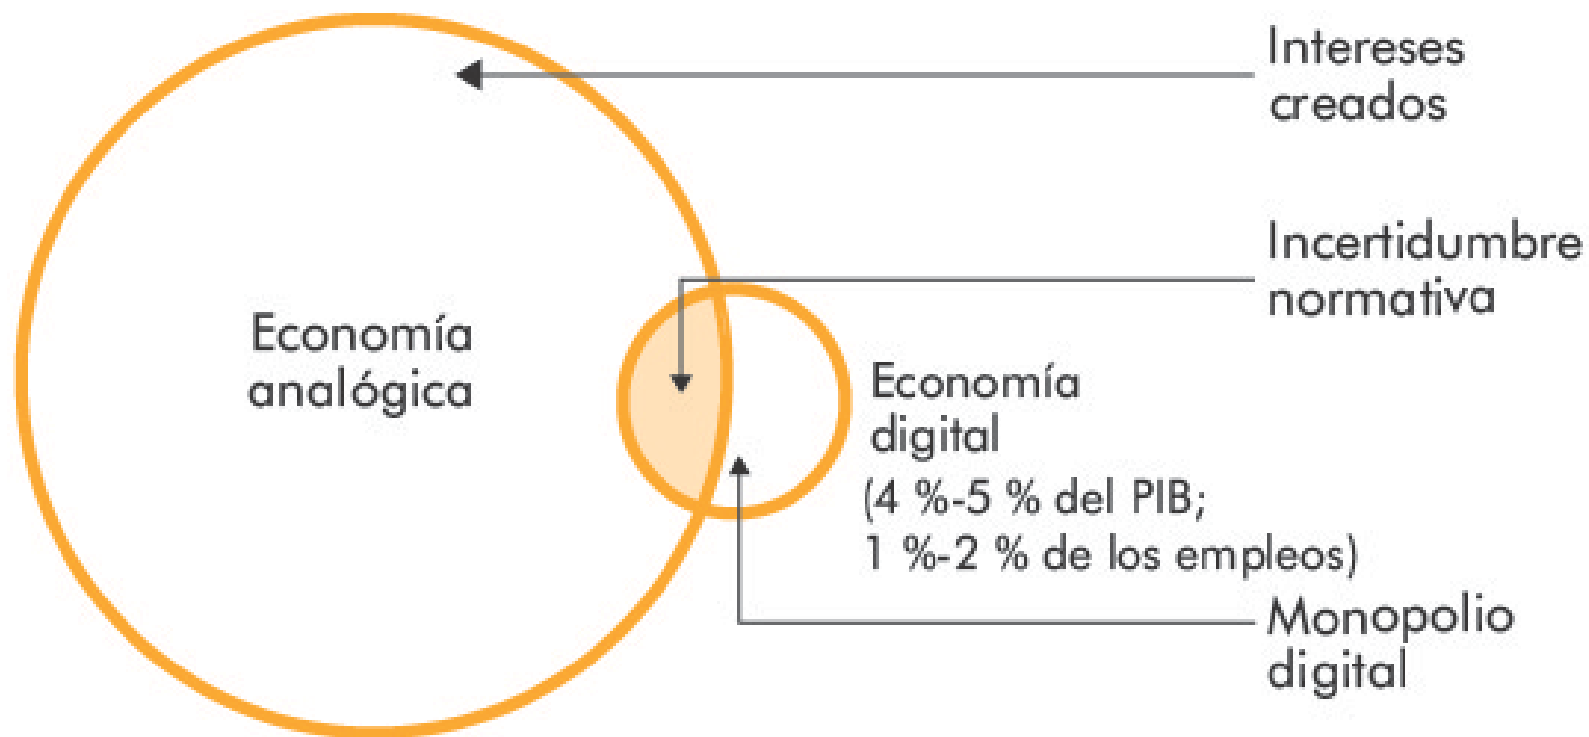 Intereses
creados
Incertidumbre
normativa
Economía
analógica
Economía
digital
(4 %-5 % del PIB;
1 %-2 % de los empleos)
Monopolio
digital